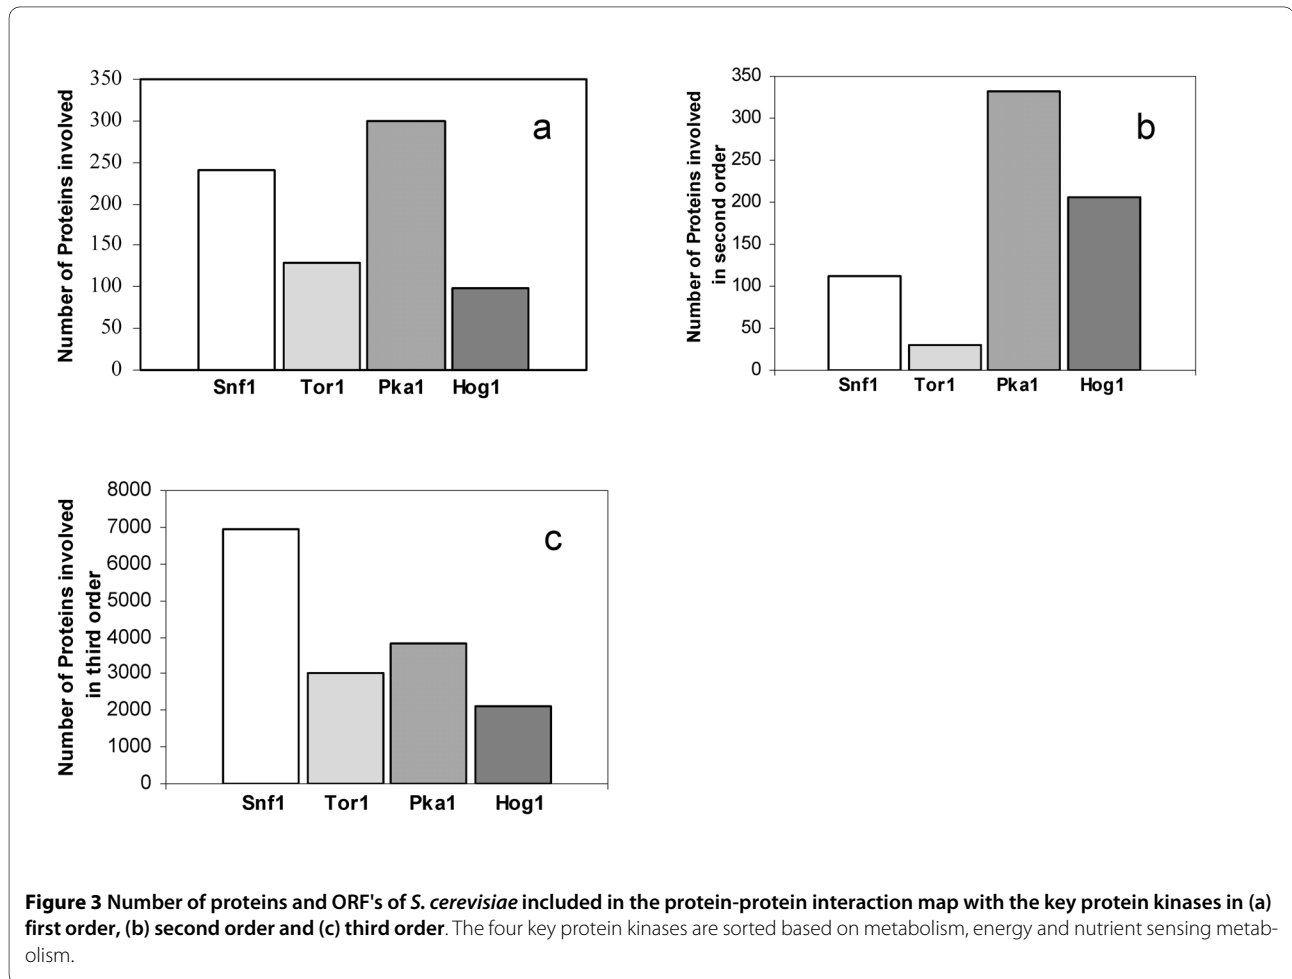 350
300
250
200
150
100
50
0
Number of Proteins involved
a
Snf1 Tor1 Pka1 Hog1
350
300
250
200
150
100
50
0
Number of Proteins involved
in second order
b
Snf1 Tor1 Pka1 Hog1
8000
7000
6000
5000
4000
3000
2000
1000
0
Number of Proteins involved
in third order
c
Snf1 Tor1 Pka1 Hog1
Figure 3 Number of proteins and ORF's of S. cerevisiae included in the protein-protein interaction map with the key protein kinases in (a)
first order, (b) second order and (c) third order. The four key protein kinases are sorted based on metabolism, energy and nutrient sensing metab-
olism.